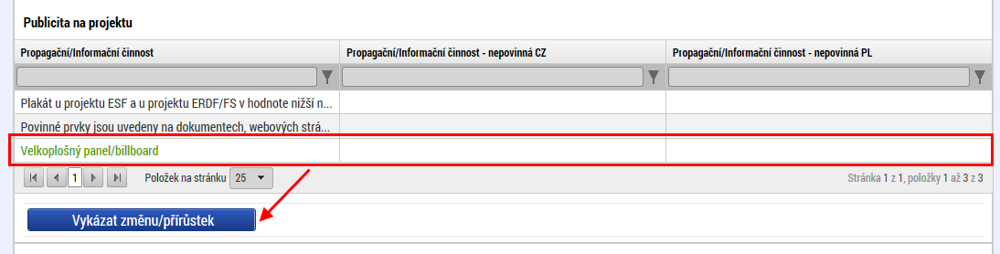 Publicita na projektu
Propagační/Informační činnost Propagační/Informační činnost - nepovinná CZ Propagační/Informační činnost - nepovinná PL
Plakát u projektu ESF a u projektu ERDF/FS v hodnote nižší n...
Povinné prvky jsou uvedeny na dokumentech, webových strá...
Velkoplošný panel/billboard
1 Položek na stránku 25 Stránka 1 z 1, položky 1 až 3 z 3
Vykázat změnu/přírůstek